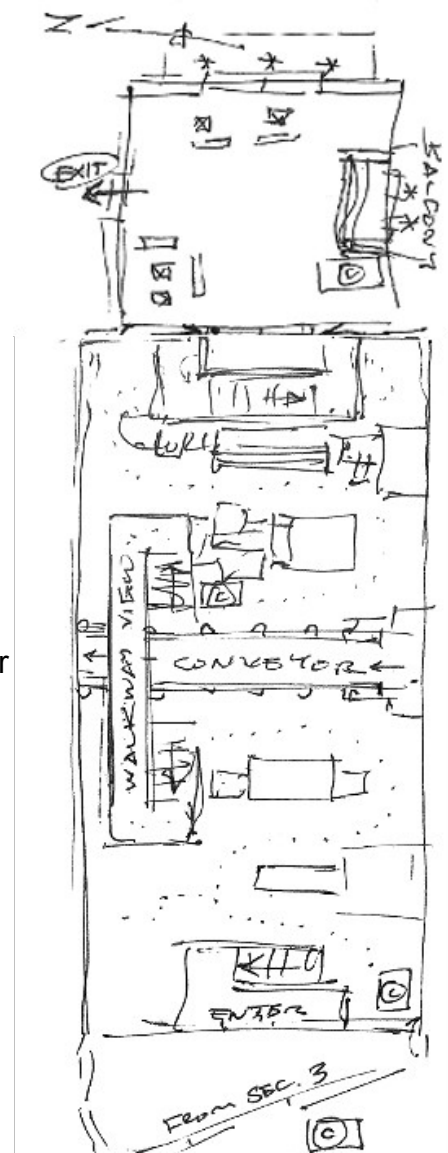 N
EXIT
BALCONY
C
C
WALKWAY VIEW
CONVEYOR
r
ENTER
C
FROM SEC. 3
C